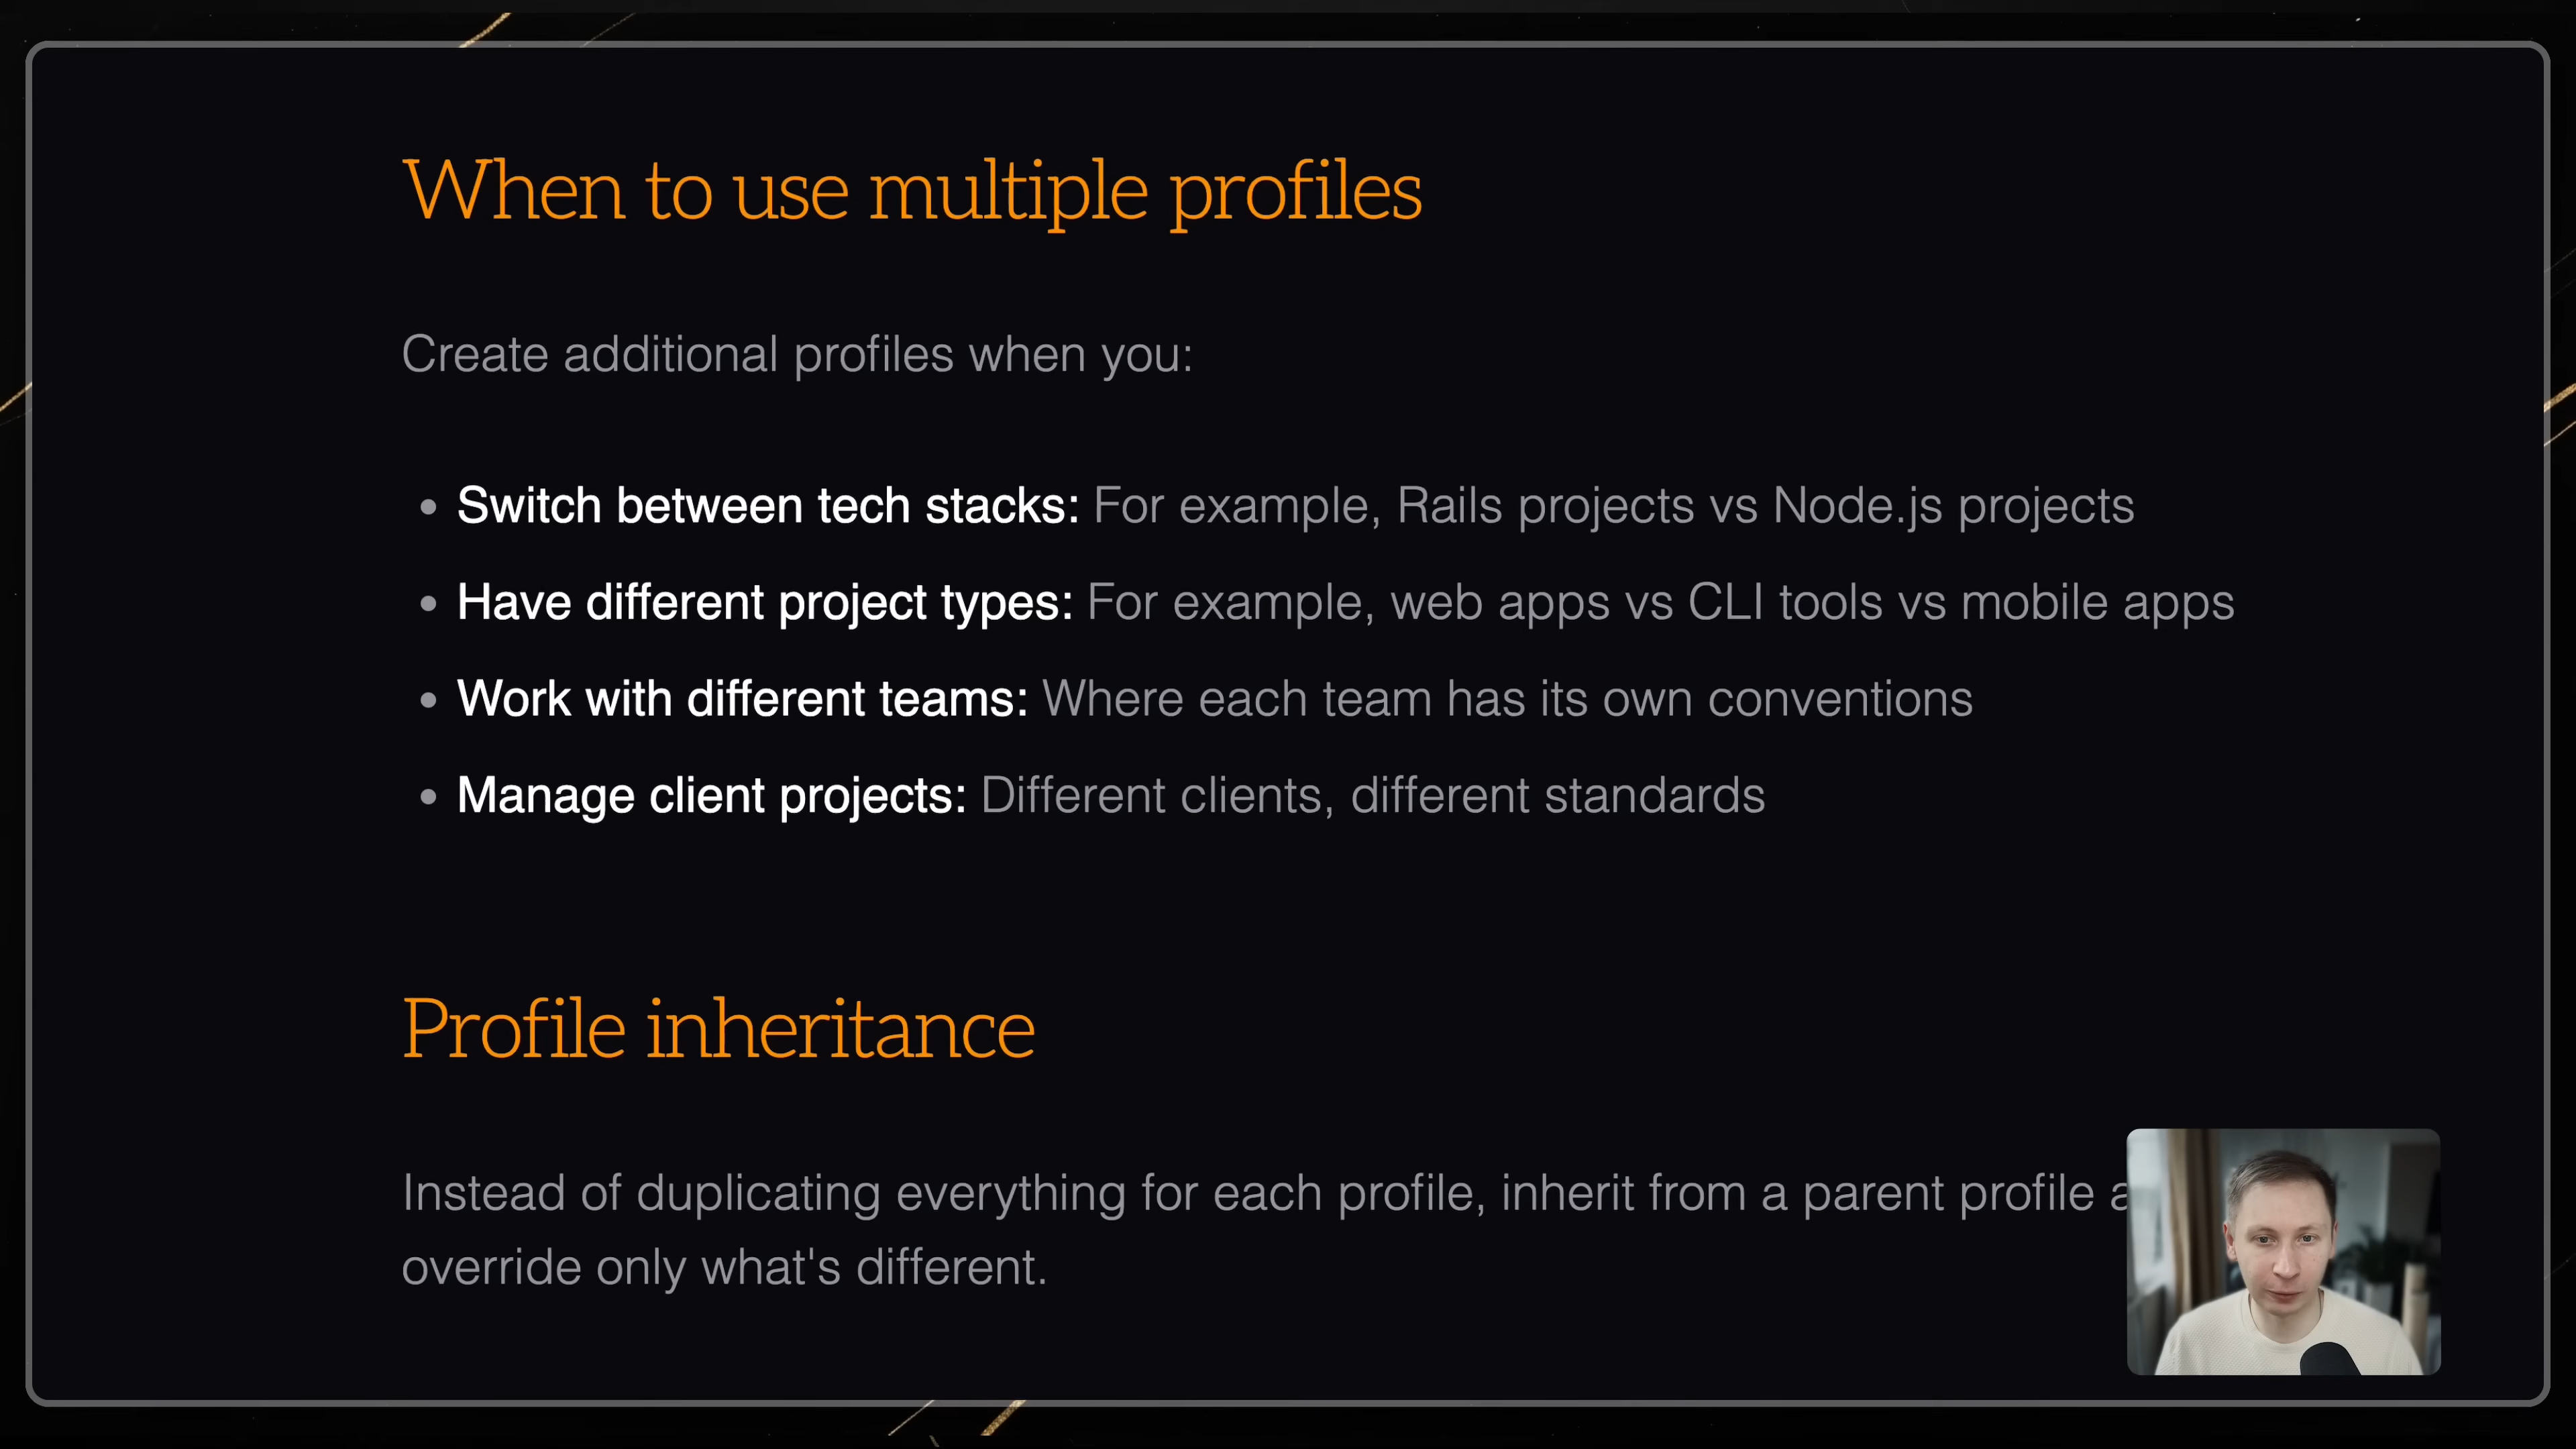 When to use multiple profiles
Create additional profiles when you:
• Switch between tech stacks: For example, Rails projects vs Node.js projects
• Have different project types: For example, web apps vs CLI tools vs mobile apps
• Work with different teams: Where each team has its own conventions
• Manage client projects: Different clients, different standards
Profile inheritance
Instead of duplicating everything for each profile, inherit from a parent profile
override only what's different.